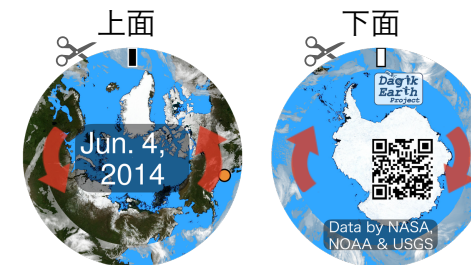 上面
下面
Jun. 4,
2014
Dagik
Earth
Project
Data by NASA,
NOAA & USGS